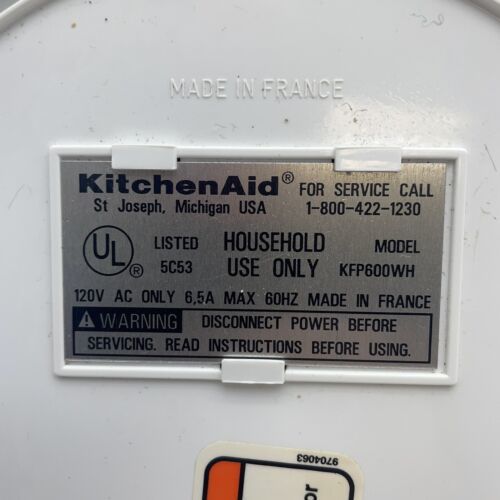 MADE IN FRANCE
KitchenAid® FOR SERVICE CALL
St Joseph, Michigan USA 1-800-422-1230
UL LISTED HOUSEHOLD MODEL
5C53 USE ONLY KFP600WH
120V AC ONLY 6,5A MAX 60HZ MADE IN FRANCE
WARNING DISCONNECT POWER BEFORE
SERVICING. READ INSTRUCTIONS BEFORE USING.
9704063
or